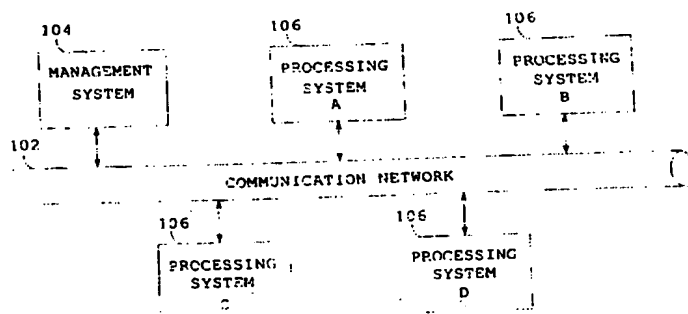 104
MANAGEMENT
SYSTEM
106
PROCESSING
SYSTEM
A
106
PROCESSING
SYSTEM
B
102
COMMUNICATION NETWORK
106
PROCESSING
SYSTEM
C
106
PROCESSING
SYSTEM
D